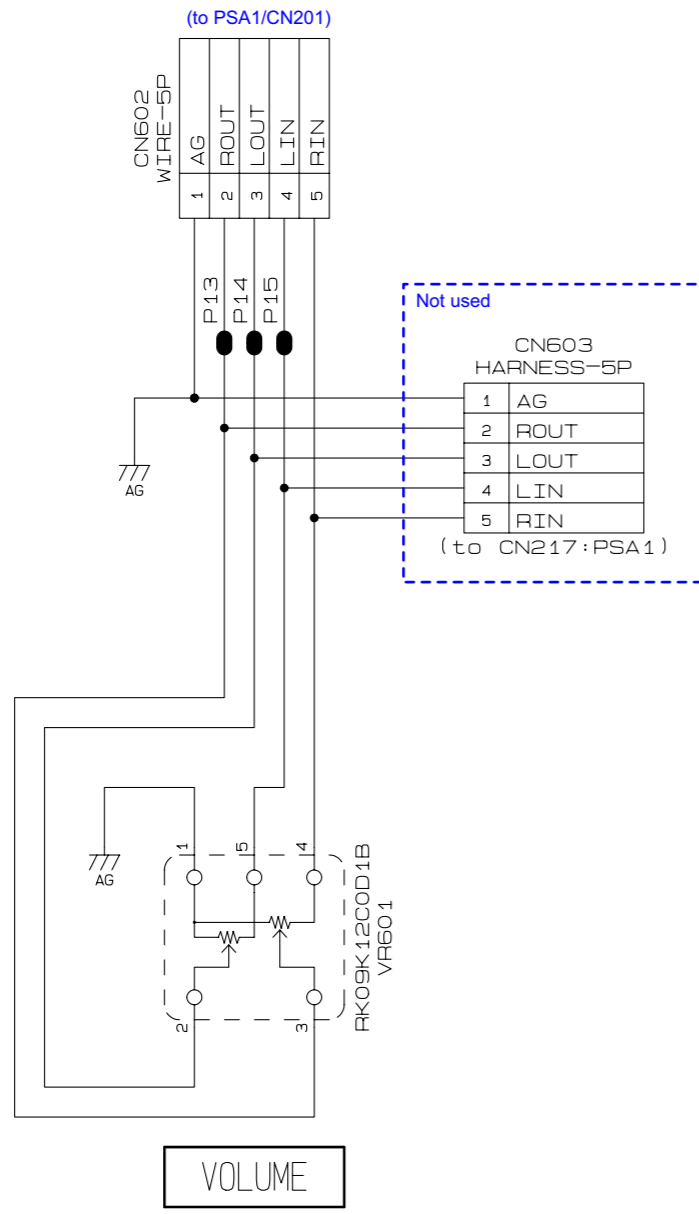 (to PSA1/CN201)
CN602
WIRE-5P
AG
ROUT
LOUT
LIN
RIN
1
2
3
4
5
P13
P14
P15
Not used
CN603
HARNESS-5P
1 AG
2 ROUT
3 LOUT
4 LIN
5 RIN
(to CN217:PSA1)
AG
AG
1
5
4
2
3
RK09K12C0D1B
VR601
VOLUME